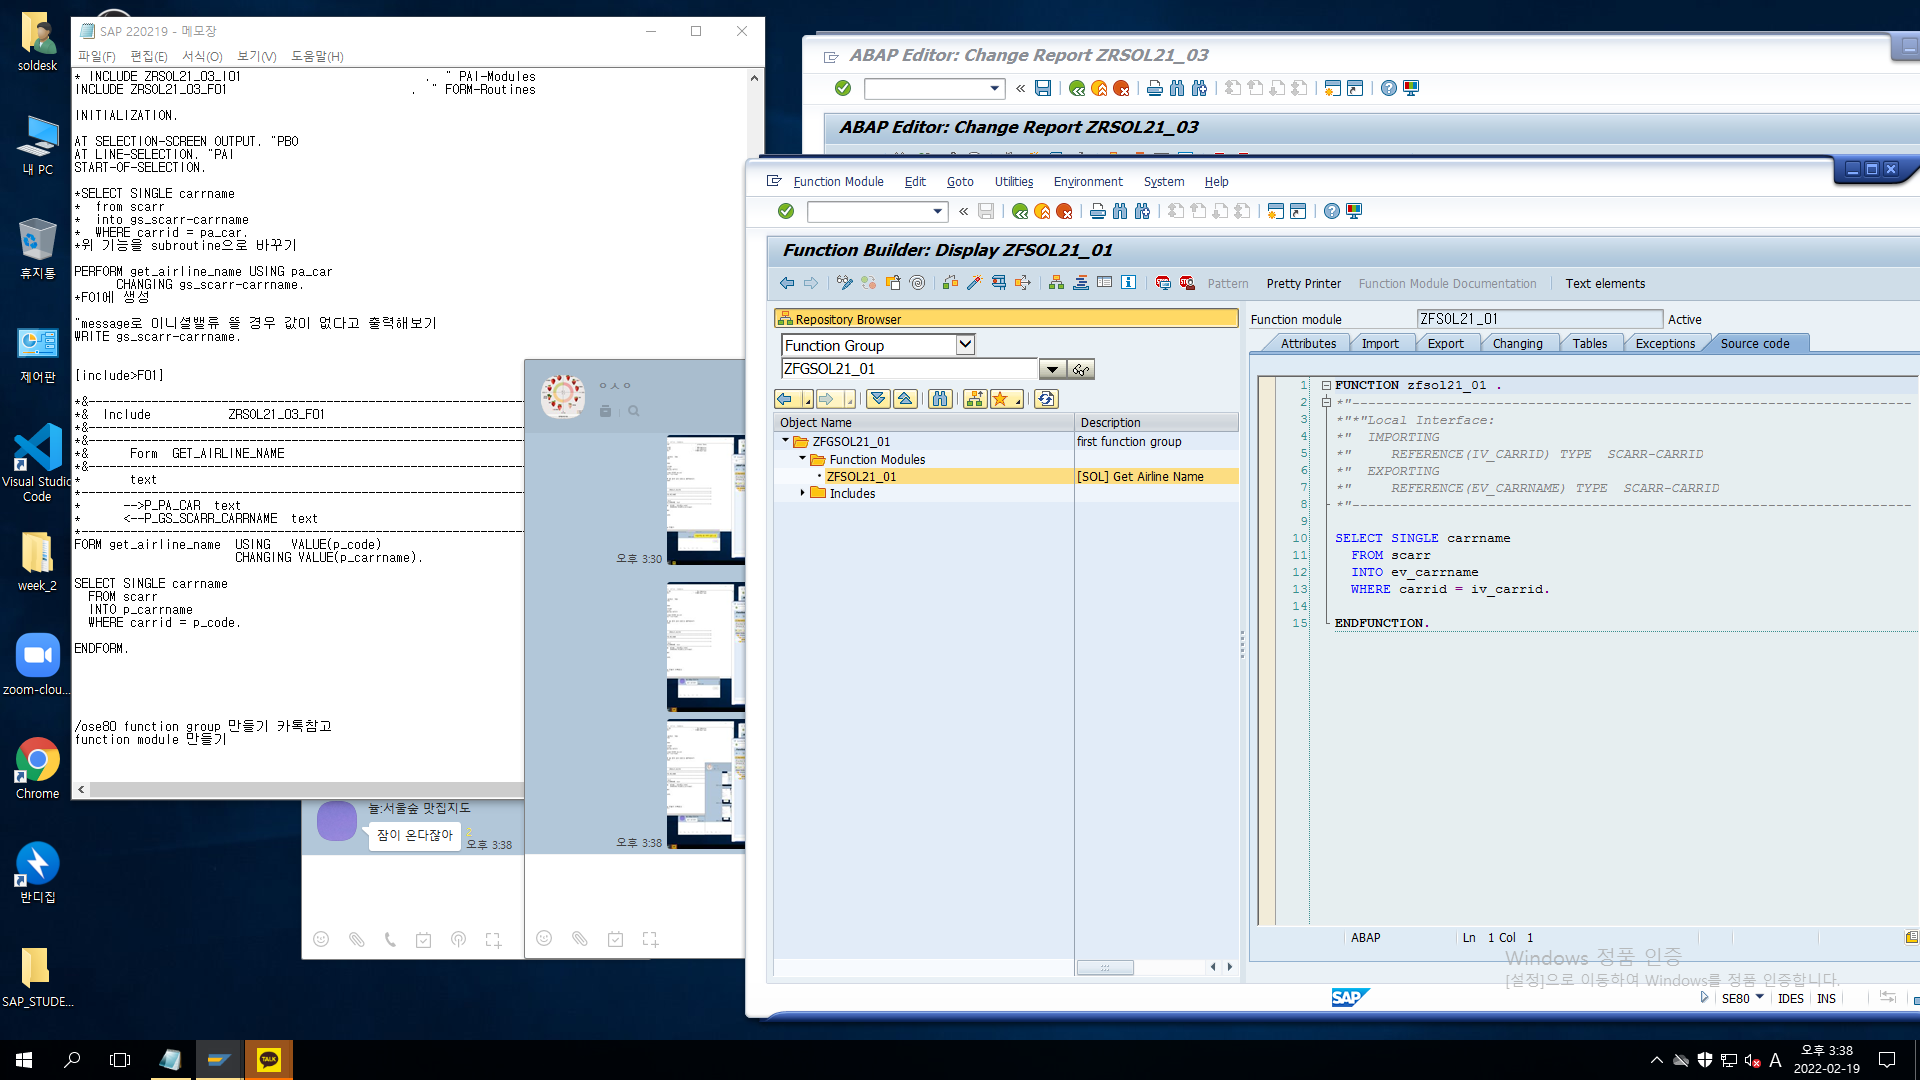 soldesk
내 PC
휴지통
제어판
Visual Studio
Code
week_2
zoom-clou...
Chrome
반디집
SAP_STUDE...
SAP 220219 - 메모장
파일(F) 편집(E) 서식(O) 보기(V) 도움말(H)
* INCLUDE ZRSOL21_03_I01 . " PAI-Modules
INCLUDE ZRSOL21_03_F01 . " FORM-Routines
INITIALIZATION.
AT SELECTION-SCREEN OUTPUT. "PBO
AT LINE-SELECTION. "PAI
START-OF-SELECTION.
*SELECT SINGLE carrname
* from scarr
* into gs_scarr-carrname
* WHERE carrid = pa_car.
*위 기능을 subroutine으로 바꾸기
PERFORM get_airline_name USING pa_car
CHANGING gs_scarr-carrname.
*F01에 생성
"message로 이니셜밸류 뜰 경우 값이 없다고 출력해보기
WRITE gs_scarr-carrname.
[include>F01]
*&---------------------------------------------------------------------
*& Include ZRSOL21_03_F01
*&---------------------------------------------------------------------
*&---------------------------------------------------------------------
*& Form GET_AIRLINE_NAME
*&---------------------------------------------------------------------
* text
*----------------------------------------------------------------------
* -->P_PA_CAR text
* <--P_GS_SCARR_CARRNAME text
*----------------------------------------------------------------------
FORM get_airline_name USING VALUE(p_code)
CHANGING VALUE(p_carrname).
SELECT SINGLE carrname
FROM scarr
INTO p_carrname
WHERE carrid = p_code.
ENDFORM.
/ose80 function group 만들기 카톡참고
function module 만들기
ㅇㅅㅇ
오후 3:30
오후 3:38
율:서울숲 맛집지도
잠이 온다잖아
2
오후 3:38
ABAP Editor: Change Report ZRSOL21_03
ABAP Editor: Change Report ZRSOL21_03
Function Module Edit Goto Utilities Environment System Help
Function Builder: Display ZFSOL21_01
Pattern Pretty Printer Function Module Documentation Text elements
Repository Browser
Function Group
ZFGSOL21_01
Object Name Description
ZFGSOL21_01 first function group
Function Modules
ZFSOL21_01 [SOL] Get Airline Name
Includes
Function module ZFSOL21_01 Active
Attributes Import Export Changing Tables Exceptions Source code
1 FUNCTION zfsol21_01 .
2 *"----------------------------------------------------------------------
3 *"*"Local Interface:
4 *" IMPORTING
5 *" REFERENCE(IV_CARRID) TYPE SCARR-CARRID
6 *" EXPORTING
7 *" REFERENCE(EV_CARRNAME) TYPE SCARR-CARRID
8 *"----------------------------------------------------------------------
9
10 SELECT SINGLE carrname
11 FROM scarr
12 INTO ev_carrname
13 WHERE carrid = iv_carrid.
14
15 ENDFUNCTION.
ABAP Ln 1 Col 1
Windows 정품 인증
[설정]으로 이동하여 Windows를 정품 인증합니다.
SAP
SE80 IDES INS
TALK
A
오후 3:38
2022-02-19